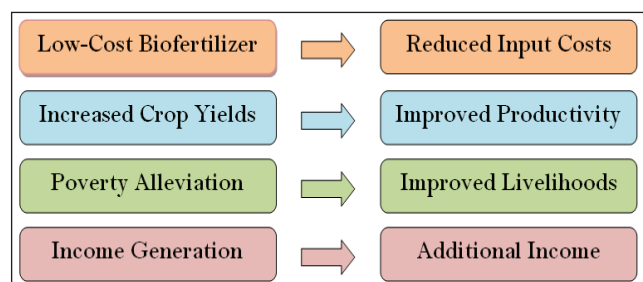 Low-Cost Biofertilizer
Reduced Input Costs
Increased Crop Yields
Improved Productivity
Poverty Alleviation
Improved Livelihoods
Income Generation
Additional Income